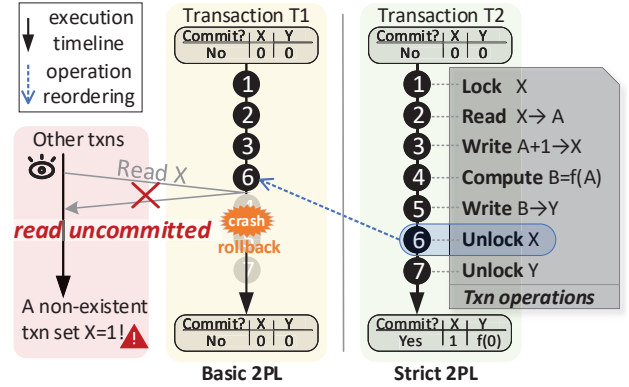 execution
timeline
operation
reordering
Transaction T1
Commit? X Y
No 0 0
1
2
3
6
crash
rollback
7
Commit? X Y
No 0 0
Basic 2PL
Other txns
Read X
read uncommitted
A non-existent
txn set X=1!
Transaction T2
Commit? X Y
No 0 0
1 Lock X
2 Read X→ A
3 Write A+1→X
4 Compute B=f(A)
5 Write B→Y
6 Unlock X
7 Unlock Y
Txn operations
Commit? X Y
Yes 1 f(0)
Strict 2PL